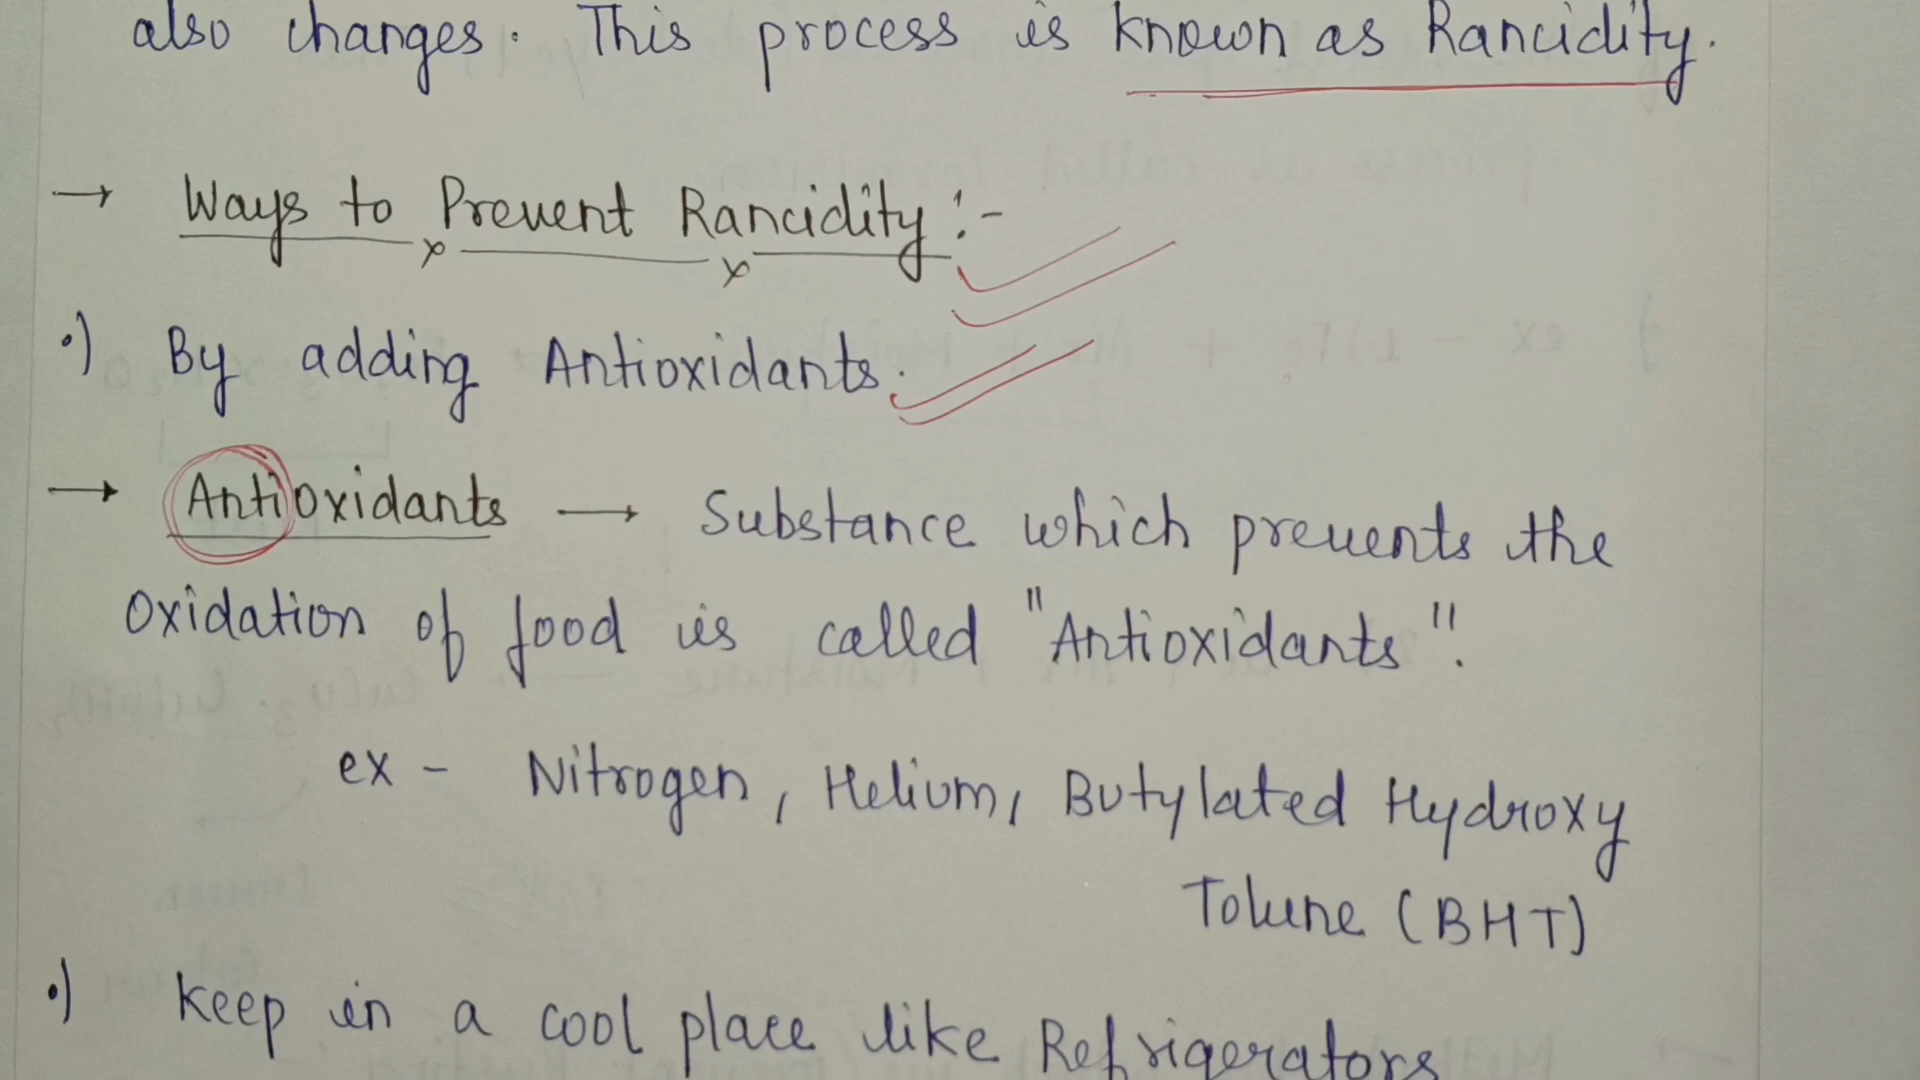 also changes. This process is known as Rancidity.
→ Ways to Prevent Rancidity :-
•) By adding Antioxidants.
→ Antioxidants → Substance which prevents the
Oxidation of food is called "Antioxidants".
ex - Nitrogen, Helium, Butylated Hydroxy
Tolune (BHT)
•) Keep in a cool place like Refrigerators